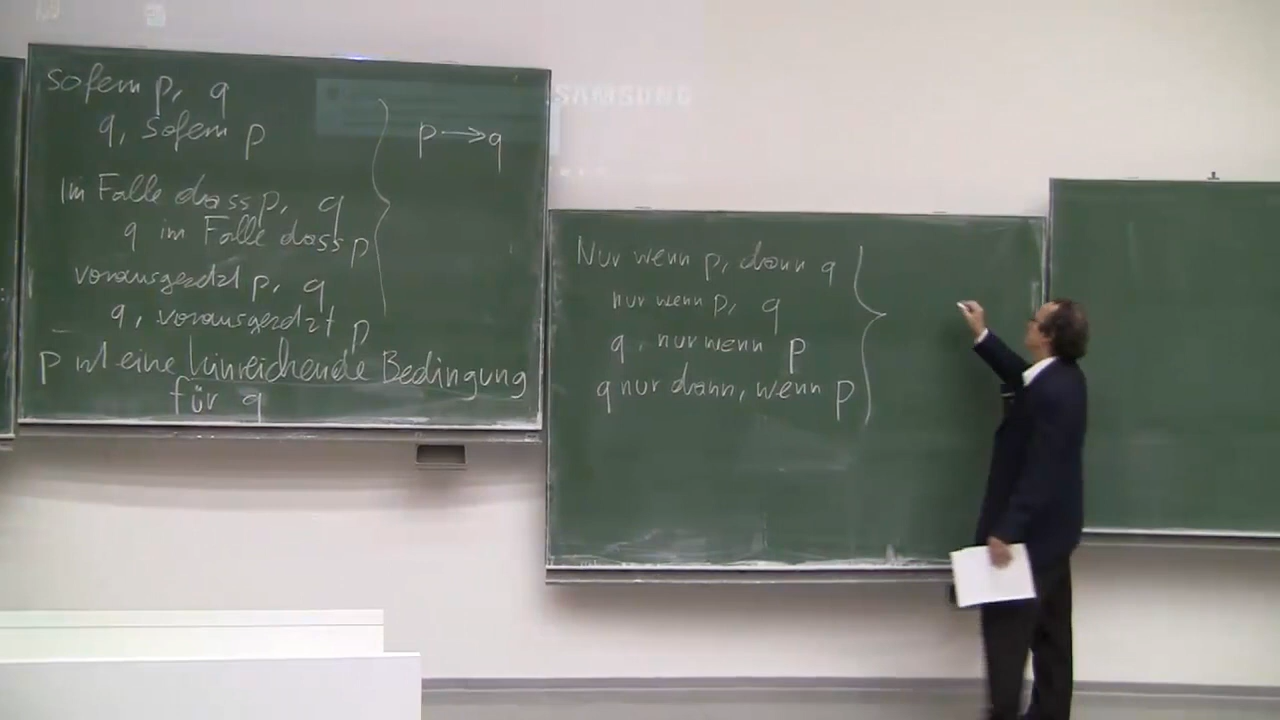 sofern p, q
q, sofern p
Im Falle dass p, q
q im Falle dass p
vorausgesetzt p, q
q, vorausgesetzt p
p ist eine hinreichende Bedingung
für q
p → q
SAMSUNG
Nur wenn p, dann q
nur wenn p, q
q, nur wenn p
q nur dann, wenn p